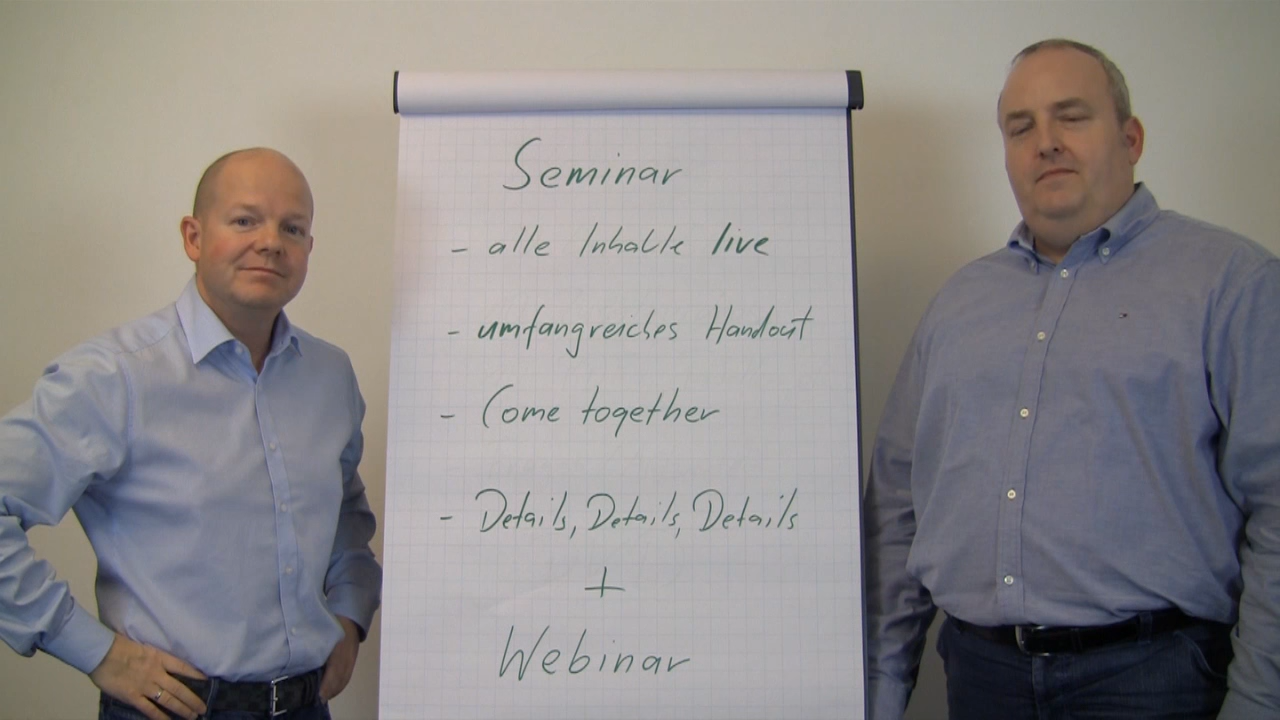 Seminar
- alle Inhalte live
- umfangreiches Handout
- Come together
- Details, Details, Details
+
Webinar